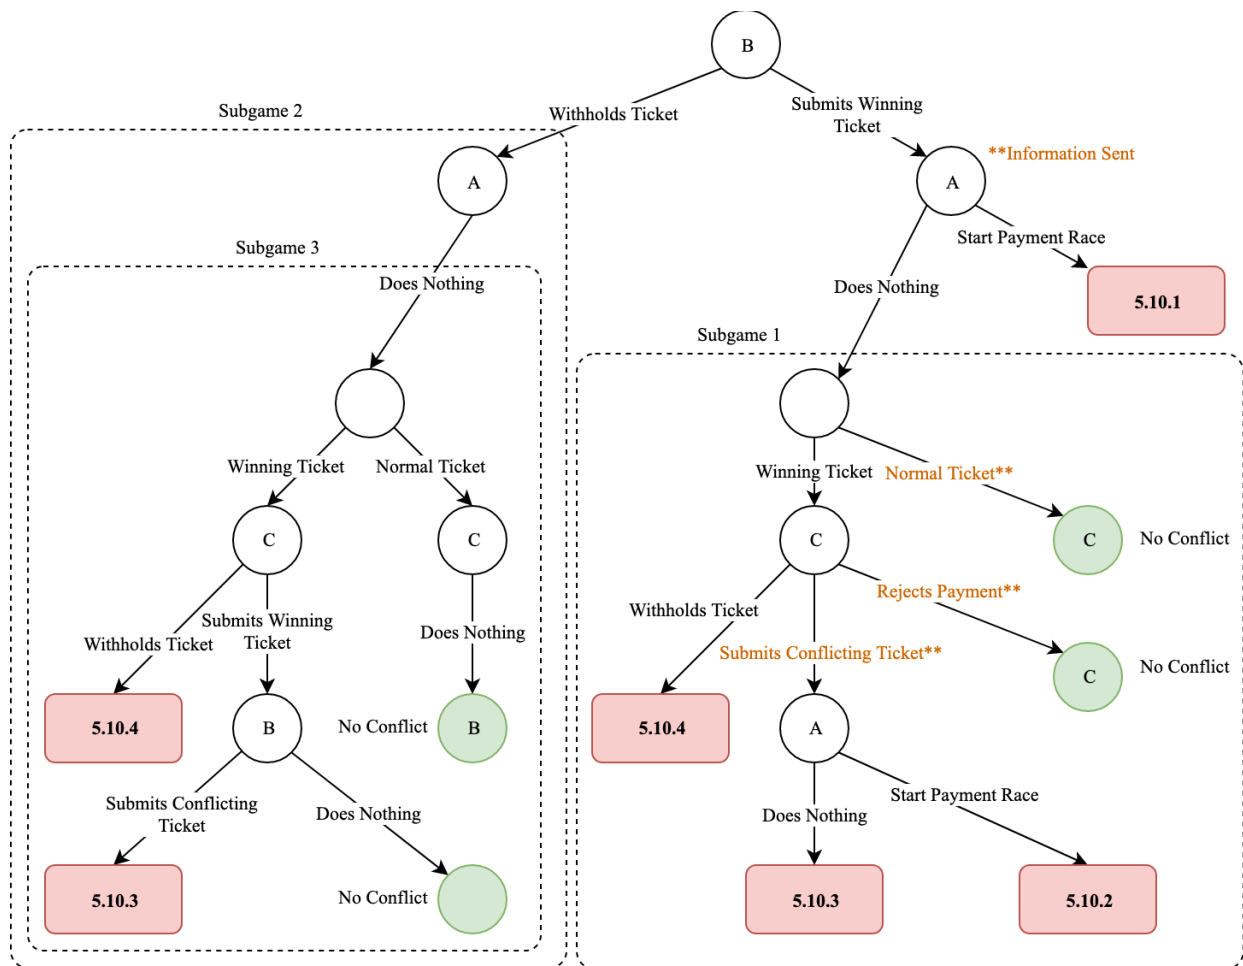 B
Subgame 2
Withholds Ticket
Submits Winning
Ticket
**Information Sent
A
A
Start Payment Race
Subgame 3
Does Nothing
Does Nothing
5.10.1
Subgame 1
Winning Ticket
Normal Ticket
Winning Ticket
Normal Ticket**
C
C
C
C
No Conflict
Rejects Payment**
Withholds Ticket
Submits Winning
Ticket
Withholds Ticket
Does Nothing
Submits Conflicting Ticket**
C
No Conflict
5.10.4
No Conflict
B
B
5.10.4
A
Submits Conflicting
Ticket
Does Nothing
Does Nothing
Start Payment Race
5.10.3
No Conflict
5.10.3
5.10.2